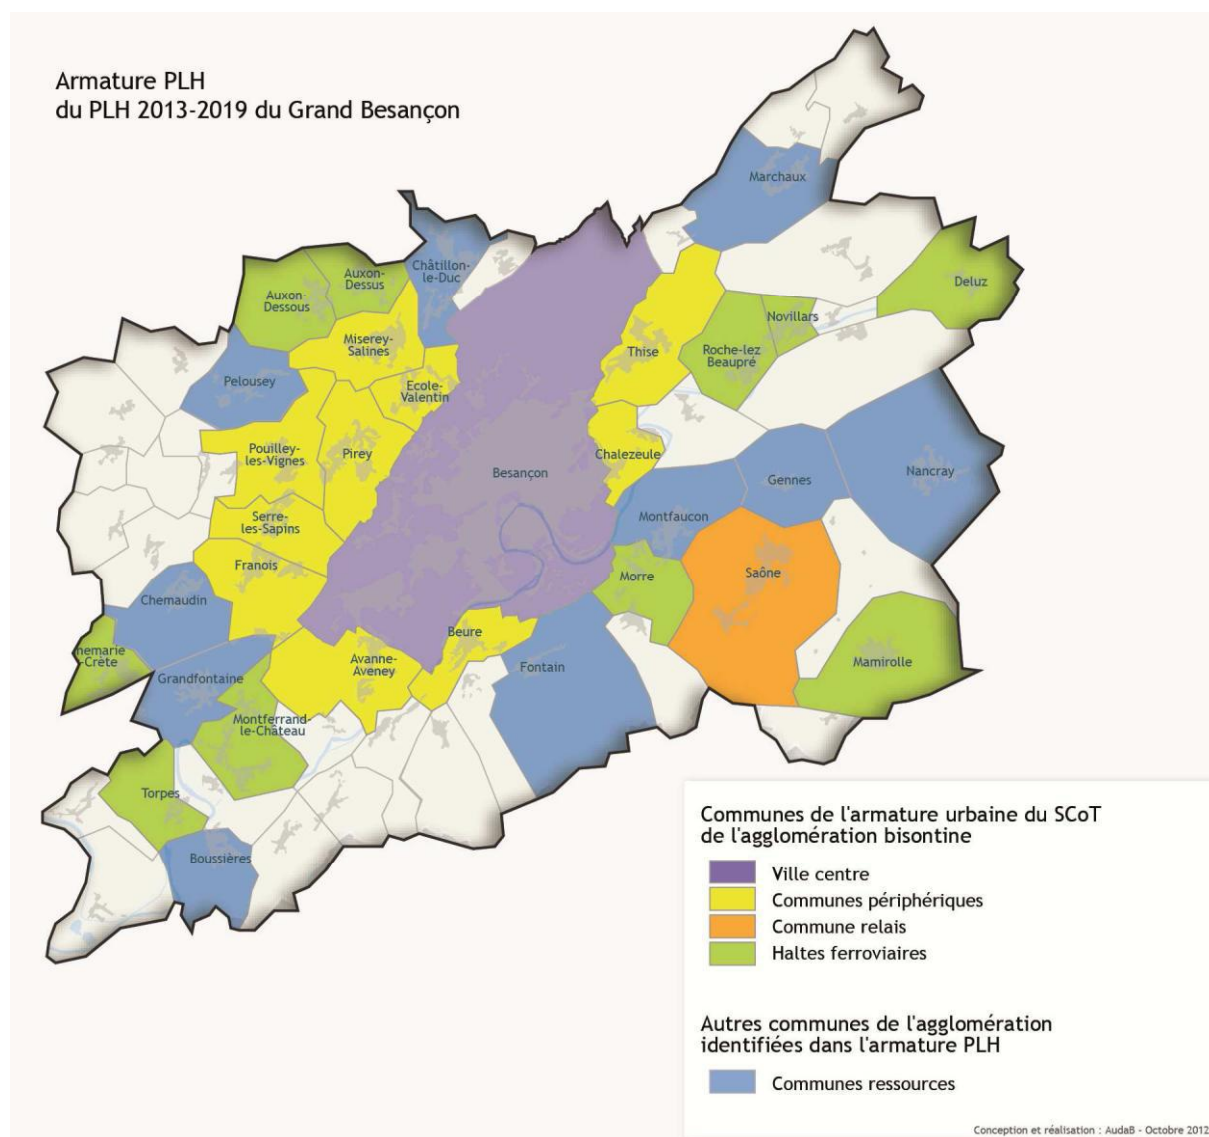 Armature PLH
du PLH 2013-2019 du Grand Besançon
Marchaux
Châtillon-
le-Duc
Auxon-
Dessus
Auxon-
Dessous
Deluz
Novillars
Miserey-
Salines
Thise
Roche-lez
Beaupré
Pelousey
Ecole-
Valentin
Pouilley-
les-Vignes
Pirey
Chalezeule
Besançon
Gennes
Nancray
Serre-
les-Sapins
Montfaucon
Franois
Morre
Saône
Chemaudin
Beure
nemarie
-Crète
Avanne-
Aveney
Fontain
Mamirolle
Grandfontaine
Montferrand-
le-Château
Torpes
Boussières
Communes de l'armature urbaine du SCoT
de l'agglomération bisontine
Ville centre
Communes périphériques
Commune relais
Haltes ferroviaires
Autres communes de l'agglomération
identifiées dans l'armature PLH
Communes ressources
Conception et réalisation : AudaB - Octobre 2012